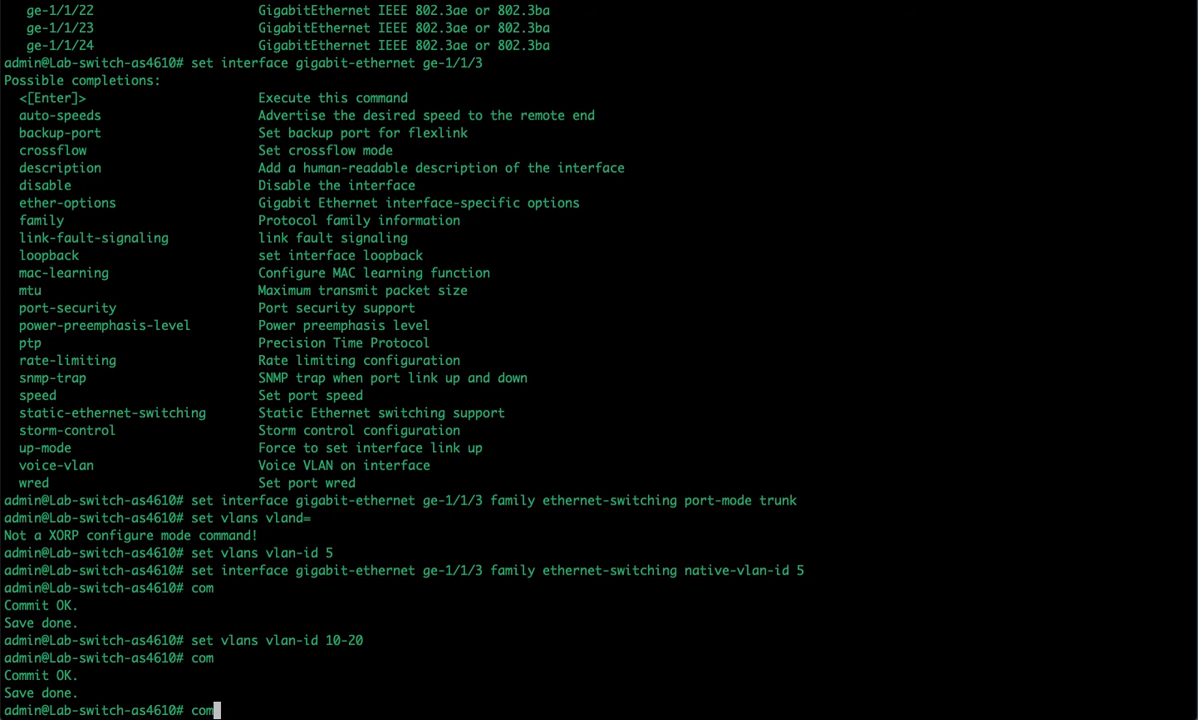 ge-1/1/22 GigabitEthernet IEEE 802.3ae or 802.3ba
ge-1/1/23 GigabitEthernet IEEE 802.3ae or 802.3ba
ge-1/1/24 GigabitEthernet IEEE 802.3ae or 802.3ba
admin@Lab-switch-as4610# set interface gigabit-ethernet ge-1/1/3
Possible completions:
<[Enter]> Execute this command
auto-speeds Advertise the desired speed to the remote end
backup-port Set backup port for flexlink
crossflow Set crossflow mode
description Add a human-readable description of the interface
disable Disable the interface
ether-options Gigabit Ethernet interface-specific options
family Protocol family information
link-fault-signaling link fault signaling
loopback set interface loopback
mac-learning Configure MAC learning function
mtu Maximum transmit packet size
port-security Port security support
power-preemphasis-level Power preemphasis level
ptp Precision Time Protocol
rate-limiting Rate limiting configuration
snmp-trap SNMP trap when port link up and down
speed Set port speed
static-ethernet-switching Static Ethernet switching support
storm-control Storm control configuration
up-mode Force to set interface link up
voice-vlan Voice VLAN on interface
wred Set port wred
admin@Lab-switch-as4610# set interface gigabit-ethernet ge-1/1/3 family ethernet-switching port-mode trunk
admin@Lab-switch-as4610# set vlans vland=
Not a XORP configure mode command!
admin@Lab-switch-as4610# set vlans vlan-id 5
admin@Lab-switch-as4610# set interface gigabit-ethernet ge-1/1/3 family ethernet-switching native-vlan-id 5
admin@Lab-switch-as4610# com
Commit OK.
Save done.
admin@Lab-switch-as4610# set vlans vlan-id 10-20
admin@Lab-switch-as4610# com
Commit OK.
Save done.
admin@Lab-switch-as4610# com